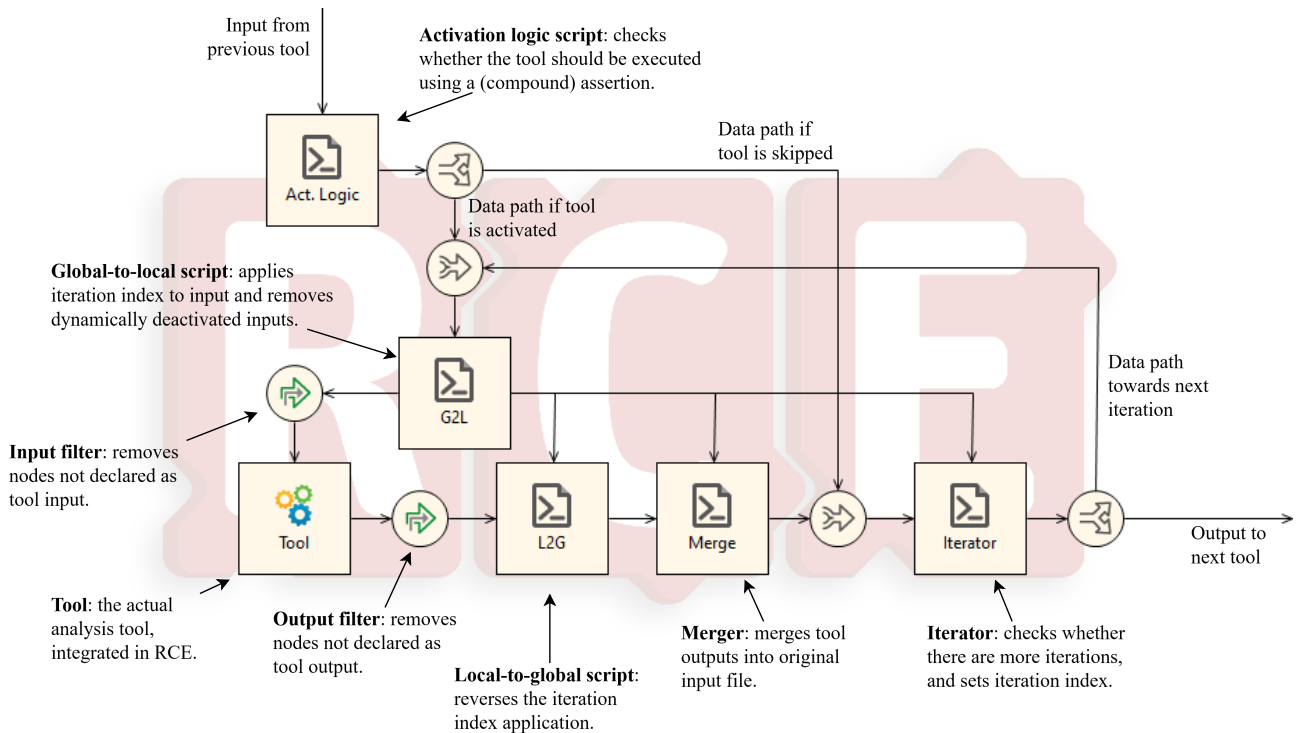 Input from
previous tool
Activation logic script: checks
whether the tool should be executed
using a (compound) assertion.
Data path if
tool is skipped
Act. Logic
Data path if tool
is activated
Global-to-local script: applies
iteration index to input and removes
dynamically deactivated inputs.
RCE
Data path
towards next
iteration
G2L
Input filter: removes
nodes not declared as
tool input.
Tool
L2G
Merge
Iterator
Output to
next tool
Tool: the actual
analysis tool,
integrated in RCE.
Output filter: removes
nodes not declared as
tool output.
Local-to-global script:
reverses the iteration
index application.
Merger: merges tool
outputs into original
input file.
Iterator: checks whether
there are more iterations,
and sets iteration index.